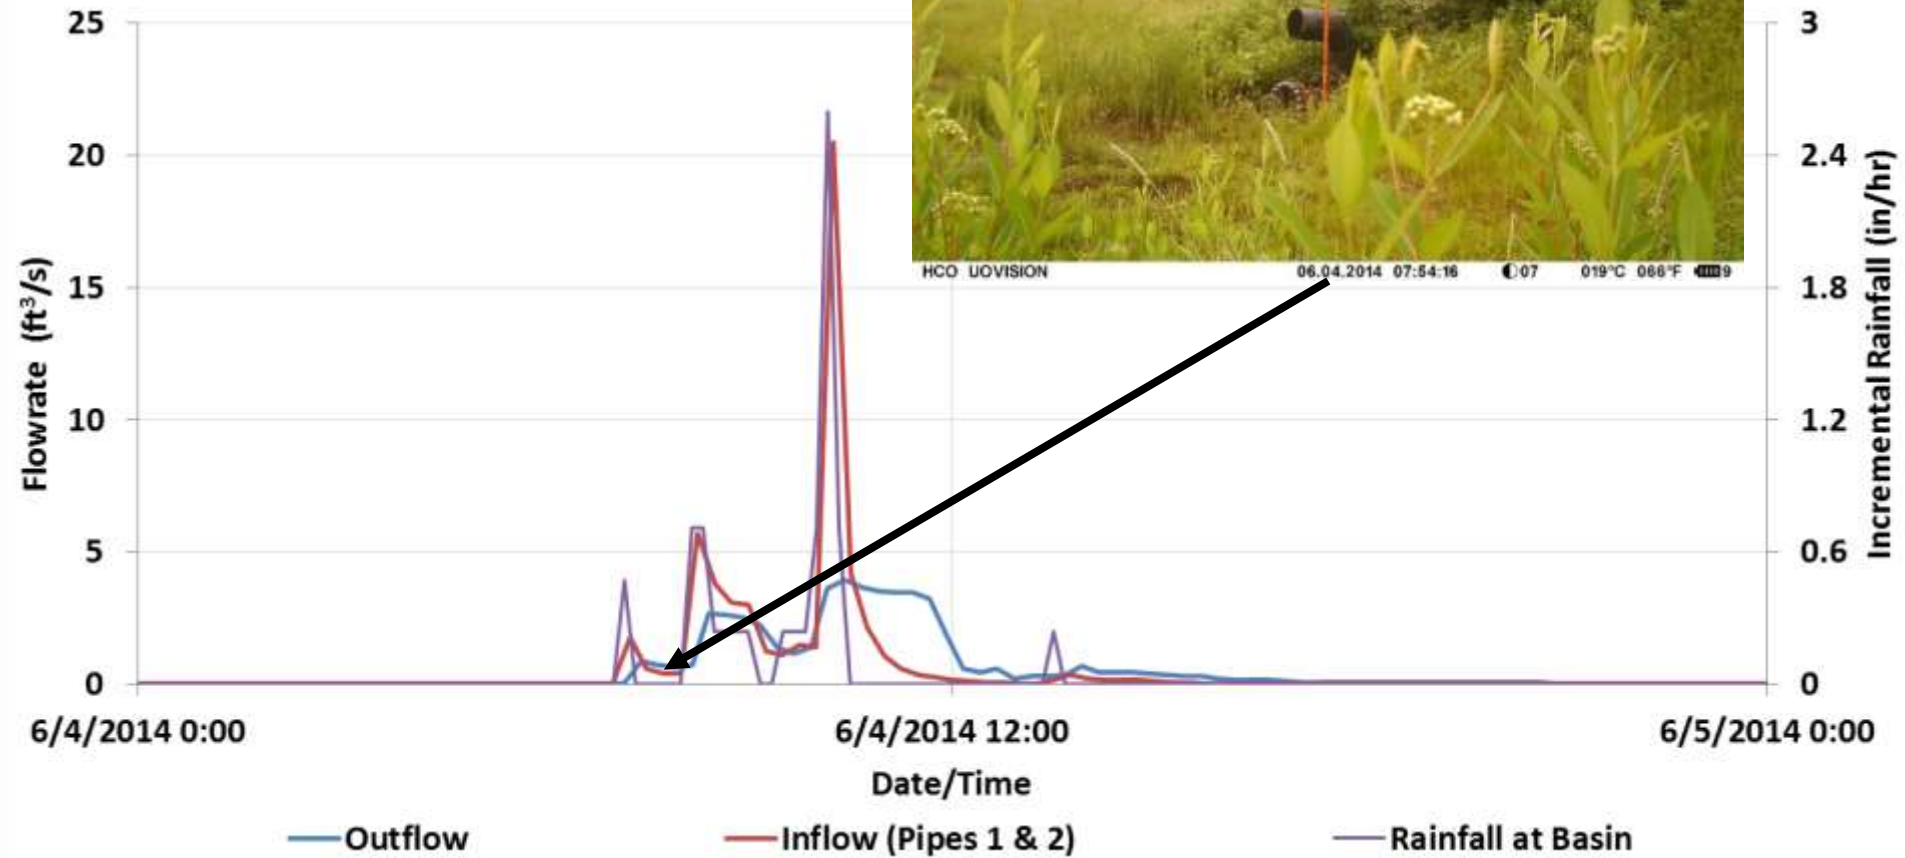 25
20
15
10
5
0
Flowrate (ft³/s)
3
2.4
1.8
1.2
0.6
0
Incremental Rainfall (in/hr)
HCO UOVISION 06.04.2014 07:54:16 07 019°C 066°F 9
6/4/2014 0:00 6/4/2014 12:00 6/5/2014 0:00
Date/Time
Outflow Inflow (Pipes 1 & 2) Rainfall at Basin